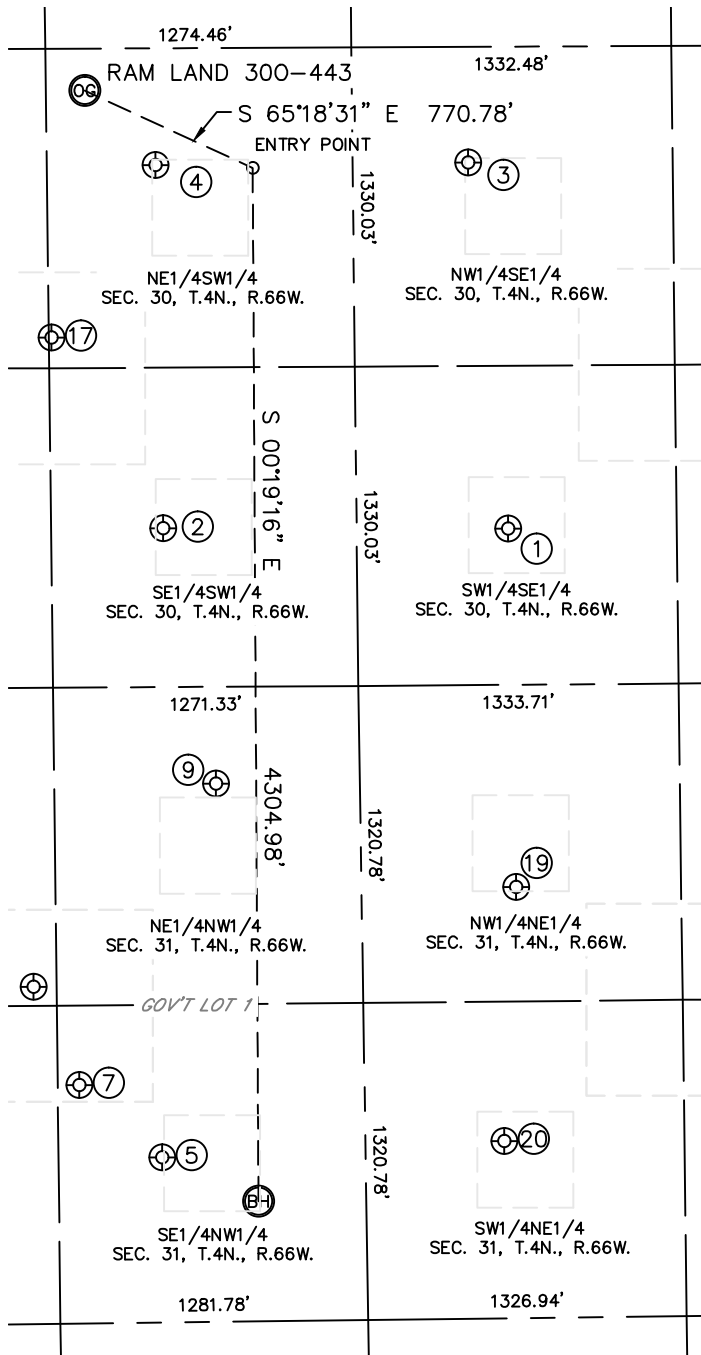 1274.46'
1332.48'
RAM LAND 300-443
OG
S 65°18'31" E 770.78'
ENTRY POINT
4
3
1330.03'
NE1/4SW1/4
SEC. 30, T.4N., R.66W.
NW1/4SE1/4
SEC. 30, T.4N., R.66W.
17
S 00°19'16" E
1330.03'
2
1
SE1/4SW1/4
SEC. 30, T.4N., R.66W.
SW1/4SE1/4
SEC. 30, T.4N., R.66W.
1271.33'
1333.71'
9
4304.98'
1320.78'
19
NE1/4NW1/4
SEC. 31, T.4N., R.66W.
NW1/4NE1/4
SEC. 31, T.4N., R.66W.
GOV'T LOT 1
7
5
1320.78'
20
BH
SE1/4NW1/4
SEC. 31, T.4N., R.66W.
SW1/4NE1/4
SEC. 31, T.4N., R.66W.
1281.78'
1326.94'